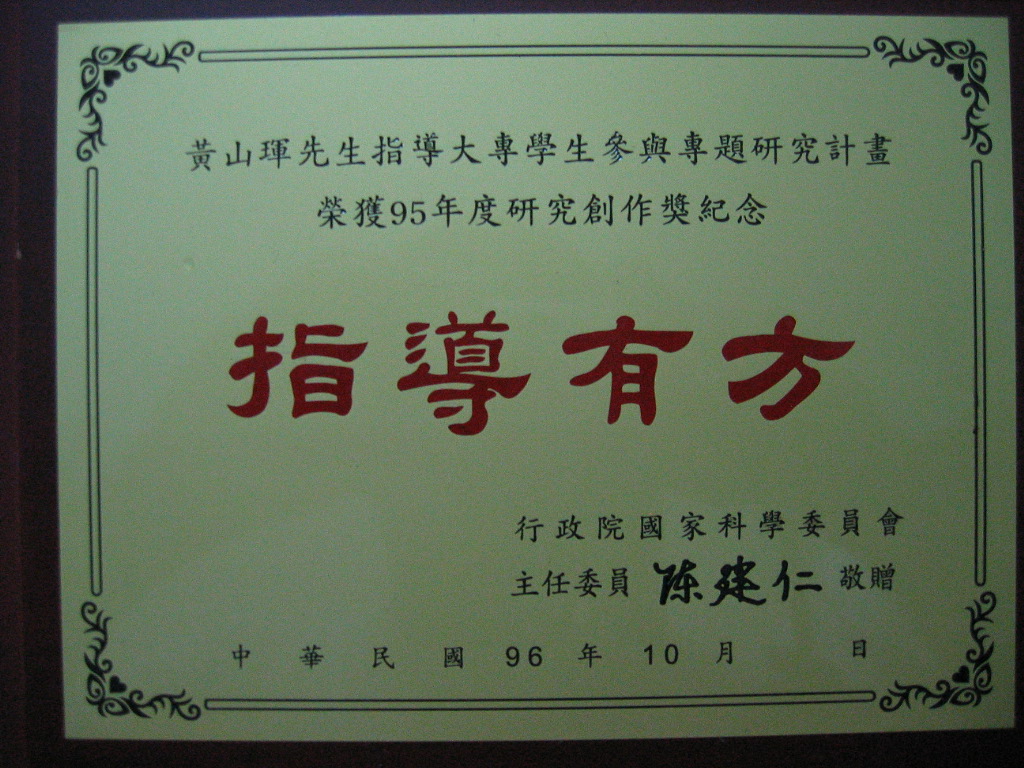 黃山琿先生指導大專學生參與專題研究計畫
榮獲95年度研究創作獎紀念
指導有方
行政院國家科學委員會
主任委員 陳建仁 敬贈
中華民國 96 年 10 月 日